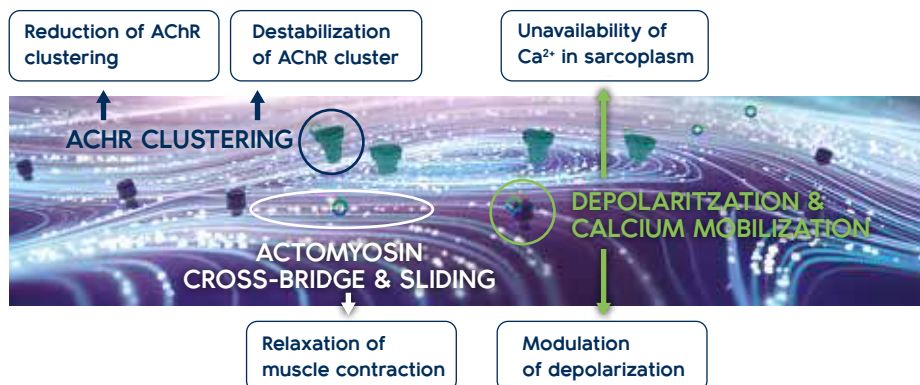 Reduction of AChR
clustering
Destabilization
of AChR cluster
Unavailability of
Ca²⁺ in sarcoplasm
ACHR CLUSTERING
DEPOLARITZATION &
CALCIUM MOBILIZATION
ACTOMYOSIN
CROSS-BRIDGE & SLIDING
Relaxation of
muscle contraction
Modulation
of depolarization